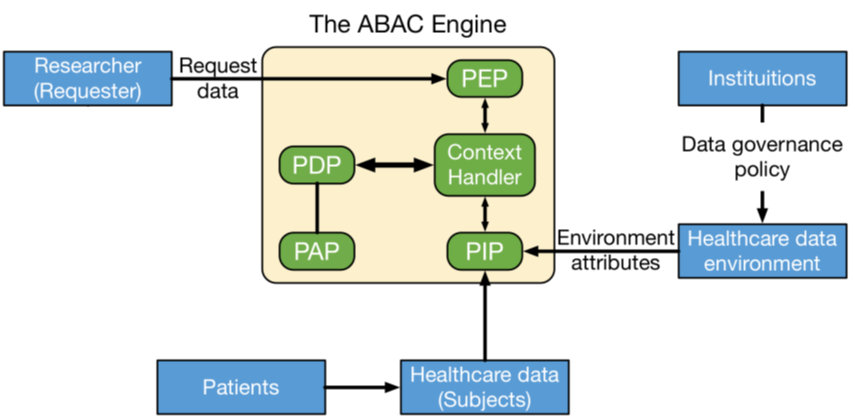 The ABAC Engine
Researcher
(Requester)
Request
data
PEP
Instituitions
PDP
Context
Handler
Data governance
policy
PAP
PIP
Environment
attributes
Healthcare data
environment
Patients
Healthcare data
(Subjects)